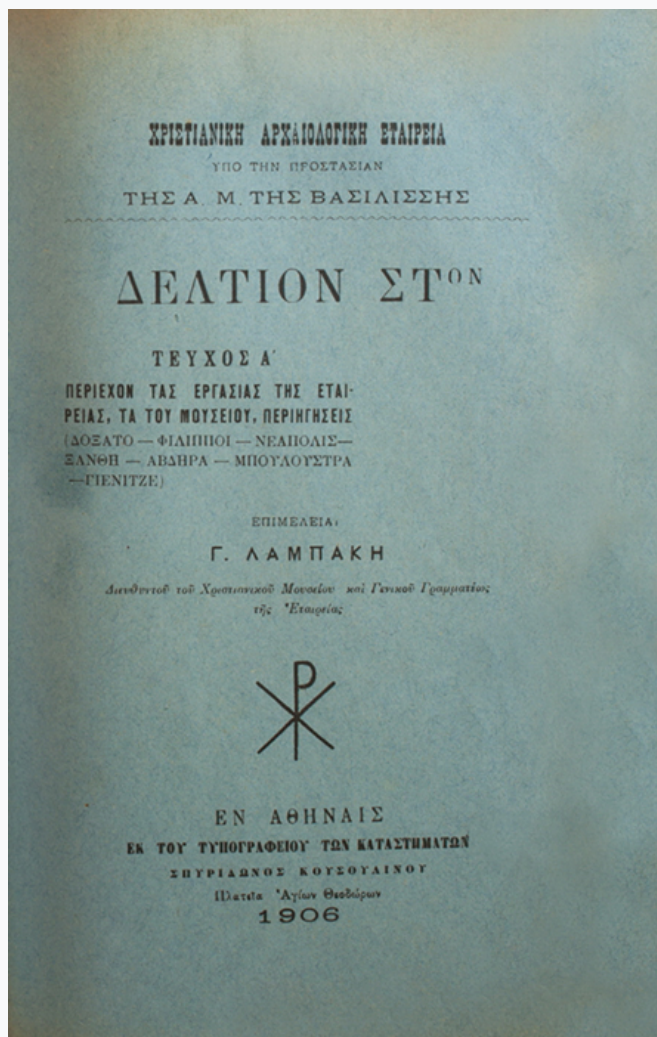 ΧΡΙΣΤΙΑΝΙΚΗ ΑΡΧΑΙΟΛΟΓΙΚΗ ΕΤΑΙΡΕΙΑ
ΥΠΟ ΤΗΝ ΠΡΟΣΤΑΣΙΑΝ
ΤΗΣ Α. Μ. ΤΗΣ ΒΑΣΙΛΙΣΣΗΣ
ΔΕΛΤΙΟΝ ΣΤΟΝ
ΤΕΥΧΟΣ Α΄
ΠΕΡΙΕΧΟΝ ΤΑΣ ΕΡΓΑΣΙΑΣ ΤΗΣ ΕΤΑΙ-
ΡΕΙΑΣ, ΤΑ ΤΟΥ ΜΟΥΣΕΙΟΥ, ΠΕΡΙΗΓΗΣΕΙΣ
(ΔΟΞΑΤΟ — ΦΙΛΙΠΠΟΙ — ΝΕΑΠΟΛΙΣ—
ΞΑΝΘΗ — ΑΒΔΗΡΑ — ΜΠΟΥΛΟΥΣΤΡΑ
—ΓΙΕΝΙΤΖΕ)
ΕΠΙΜΕΛΕΙΑι
Γ. ΛΑΜΠΑΚΗ
Διευθυντοῦ τοῦ Χριστιανικοῦ Μουσείου καὶ Γενικοῦ Γραμματέως
τῆς Ἑταιρείας
ΕΝ ΑΘΗΝΑΙΣ
ΕΚ ΤΟΥ ΤΥΠΟΓΡΑΦΕΙΟΥ ΤΩΝ ΚΑΤΑΣΤΗΜΑΤΩΝ
ΣΠΥΡΙΔΩΝΟΣ ΚΟΥΣΟΥΛΙΝΟΥ
Πλατεῖα Ἁγίων Θεοδώρων
1906